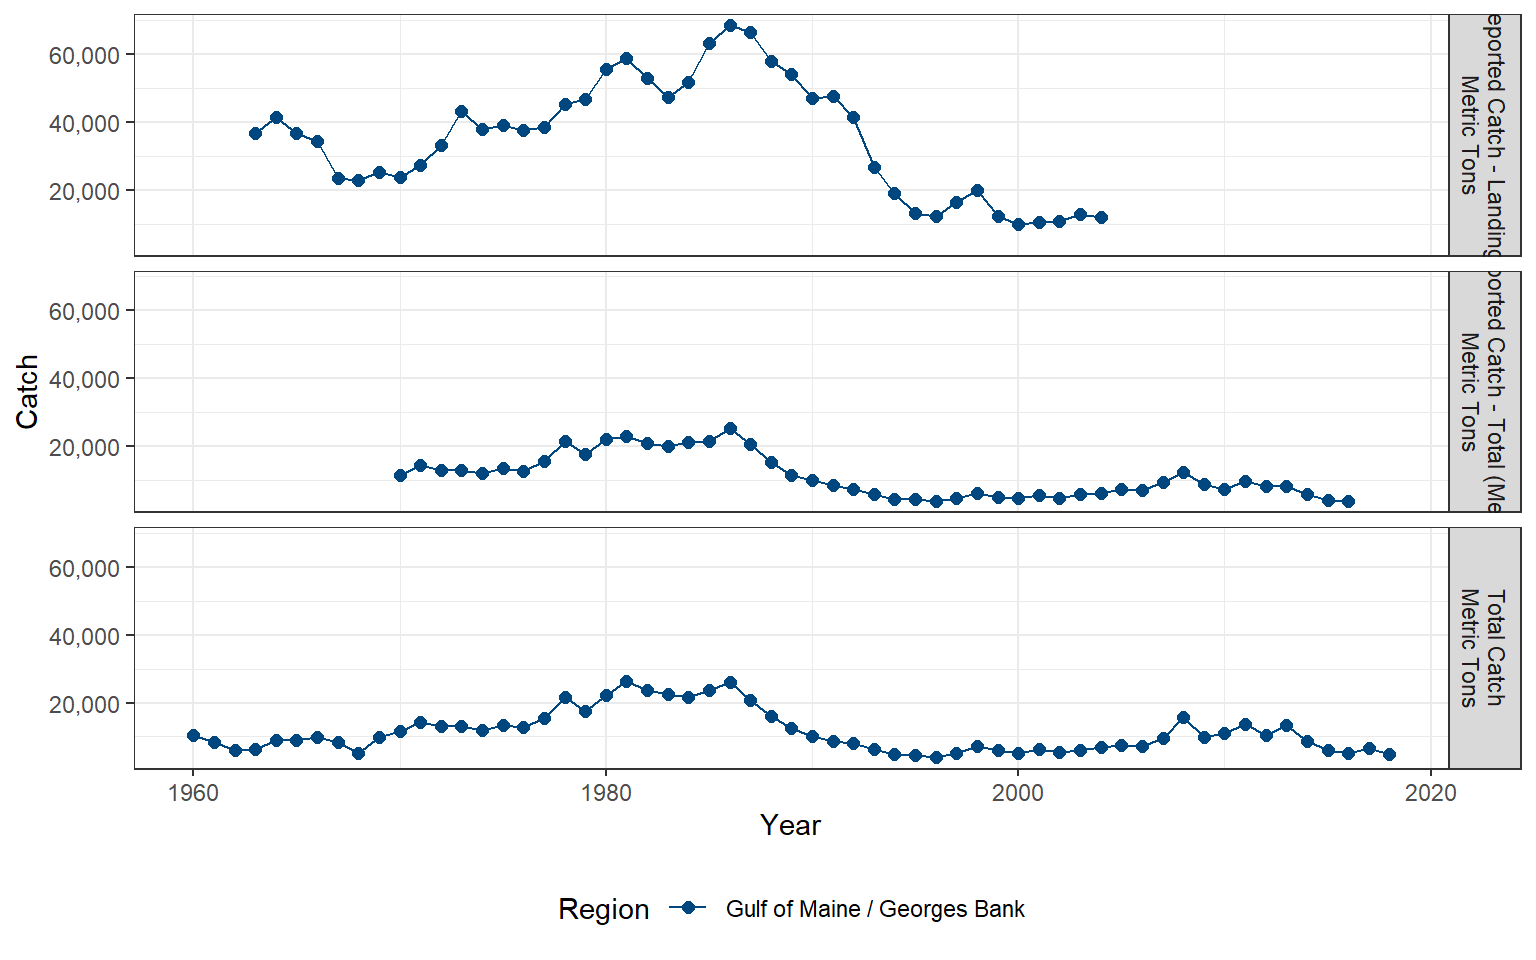 60,000
40,000
20,000
eported Catch - Landing
Metric Tons
60,000
40,000
20,000
ported Catch - Total (Me
Metric Tons
60,000
40,000
20,000
Total Catch
Metric Tons
Catch
1960
1980
2000
2020
Year
Region
Gulf of Maine / Georges Bank